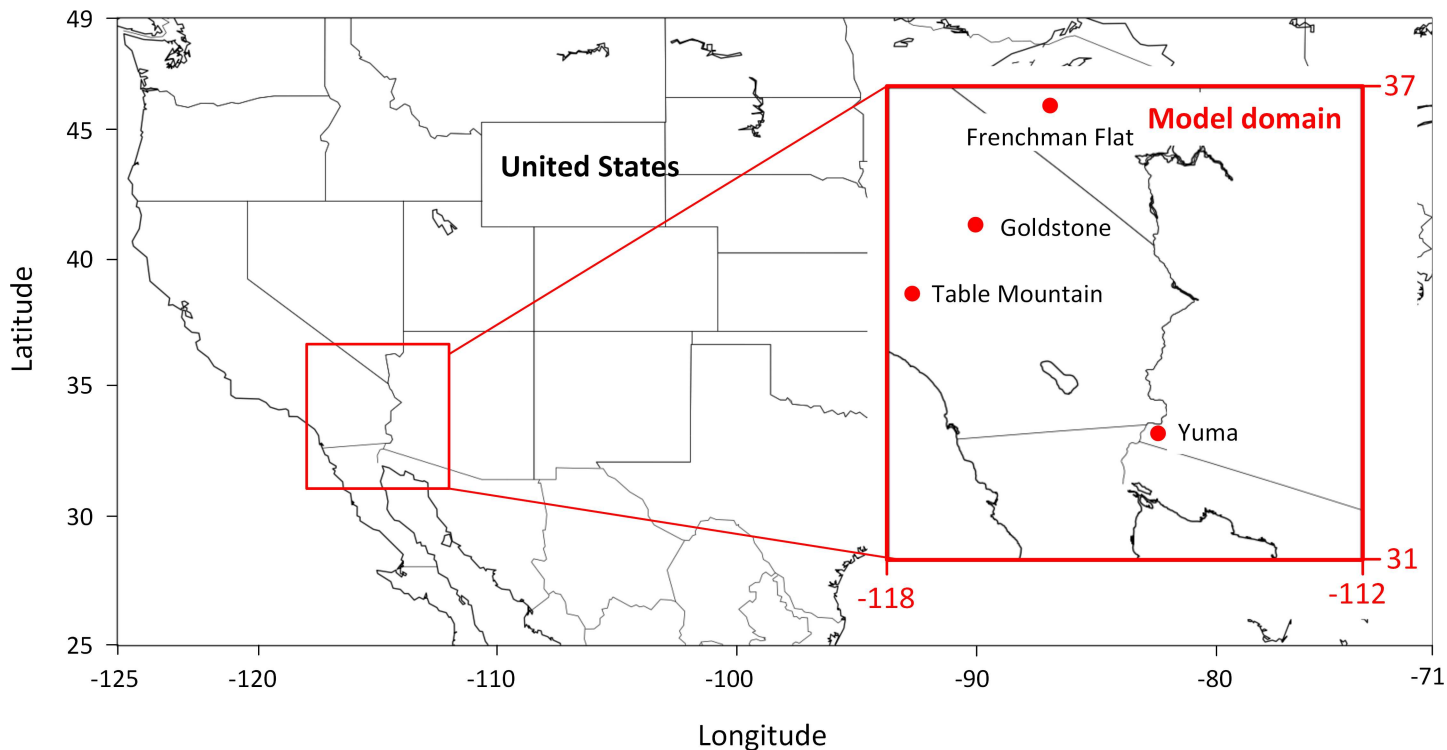 49
45
40
35
30
25
Latitude
-125
-120
-110
-100
-90
-80
-71
Longitude
United States
Model domain
37
31
-118
-112
Frenchman Flat
Goldstone
Table Mountain
Yuma